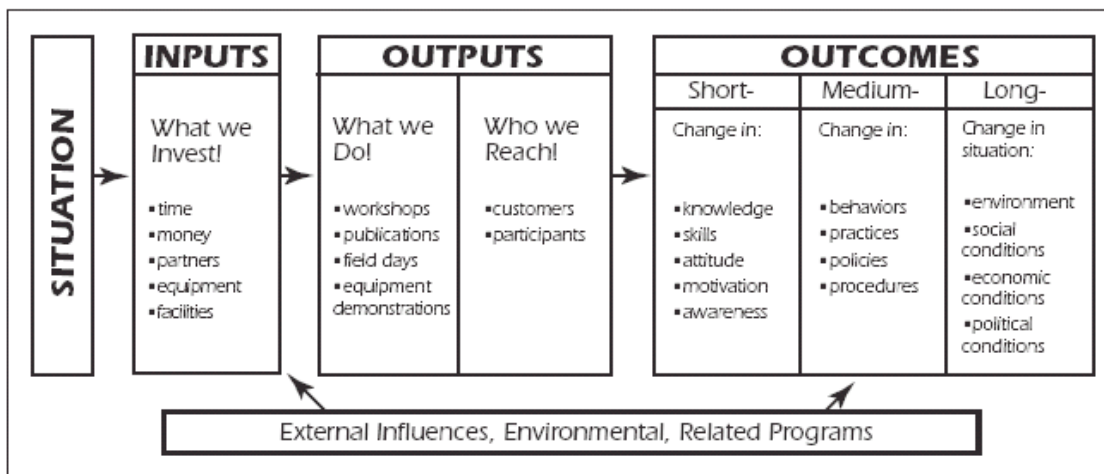 SITUATION
INPUTS
What we
Invest!
▪time
▪money
▪partners
▪equipment
▪facilities
OUTPUTS
What we
Do!
▪workshops
▪publications
▪field days
▪equipment
demonstrations
Who we
Reach!
▪customers
▪participants
OUTCOMES
Short-
Change in:
▪knowledge
▪skills
▪attitude
▪motivation
▪awareness
Medium-
Change in:
▪behaviors
▪practices
▪policies
▪procedures
Long-
Change in
situation:
▪environment
▪social
conditions
▪economic
conditions
▪political
conditions
External Influences, Environmental, Related Programs